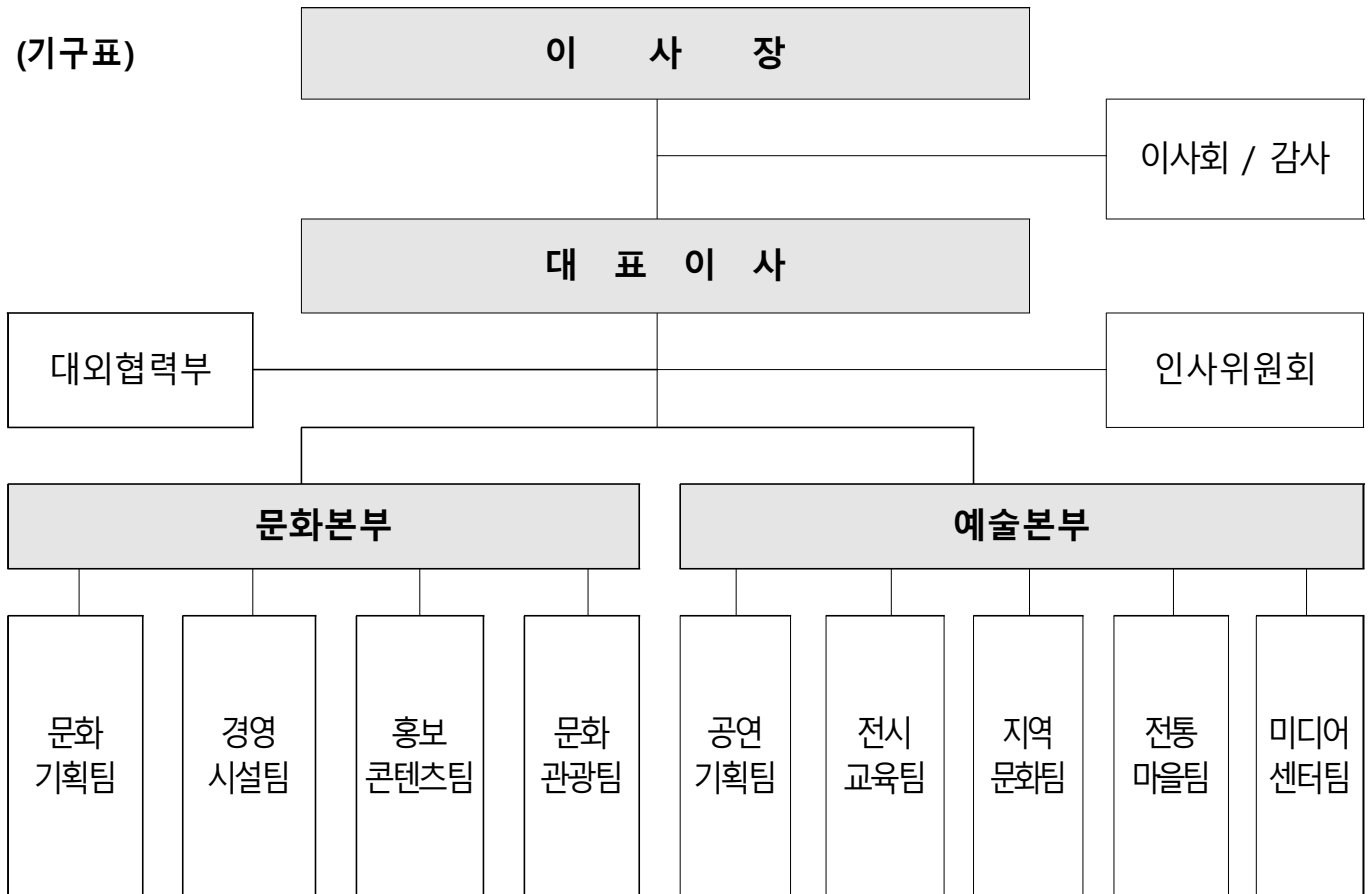 (기구표)
이 사 장
이사회 / 감사
대 표 이 사
대외협력부
인사위원회
문화본부
예술본부
문화
기획팀
경영
시설팀
홍보
콘텐츠팀
문화
관광팀
공연
기획팀
전시
교육팀
지역
문화팀
전통
마을팀
미디어
센터팀